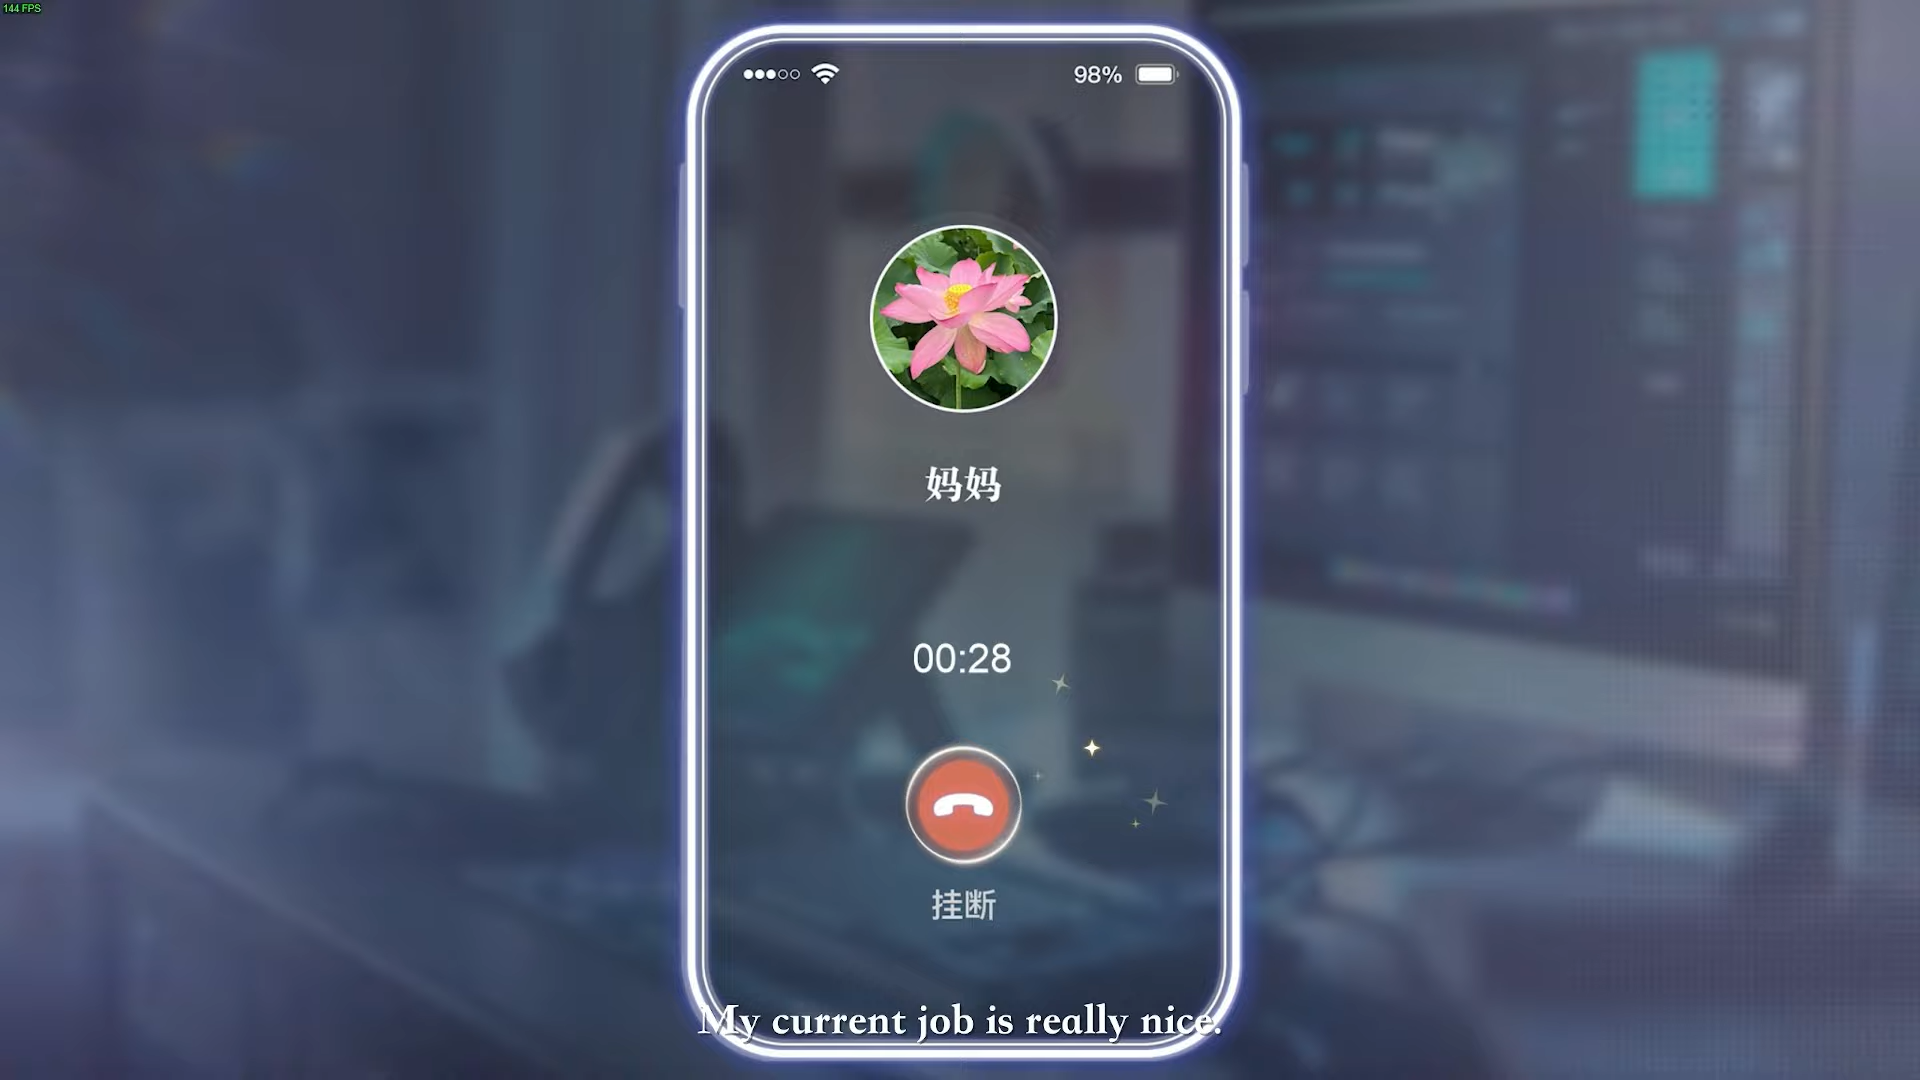 144 FPS
98%
妈妈
00:28
挂断
My current job is really nice.